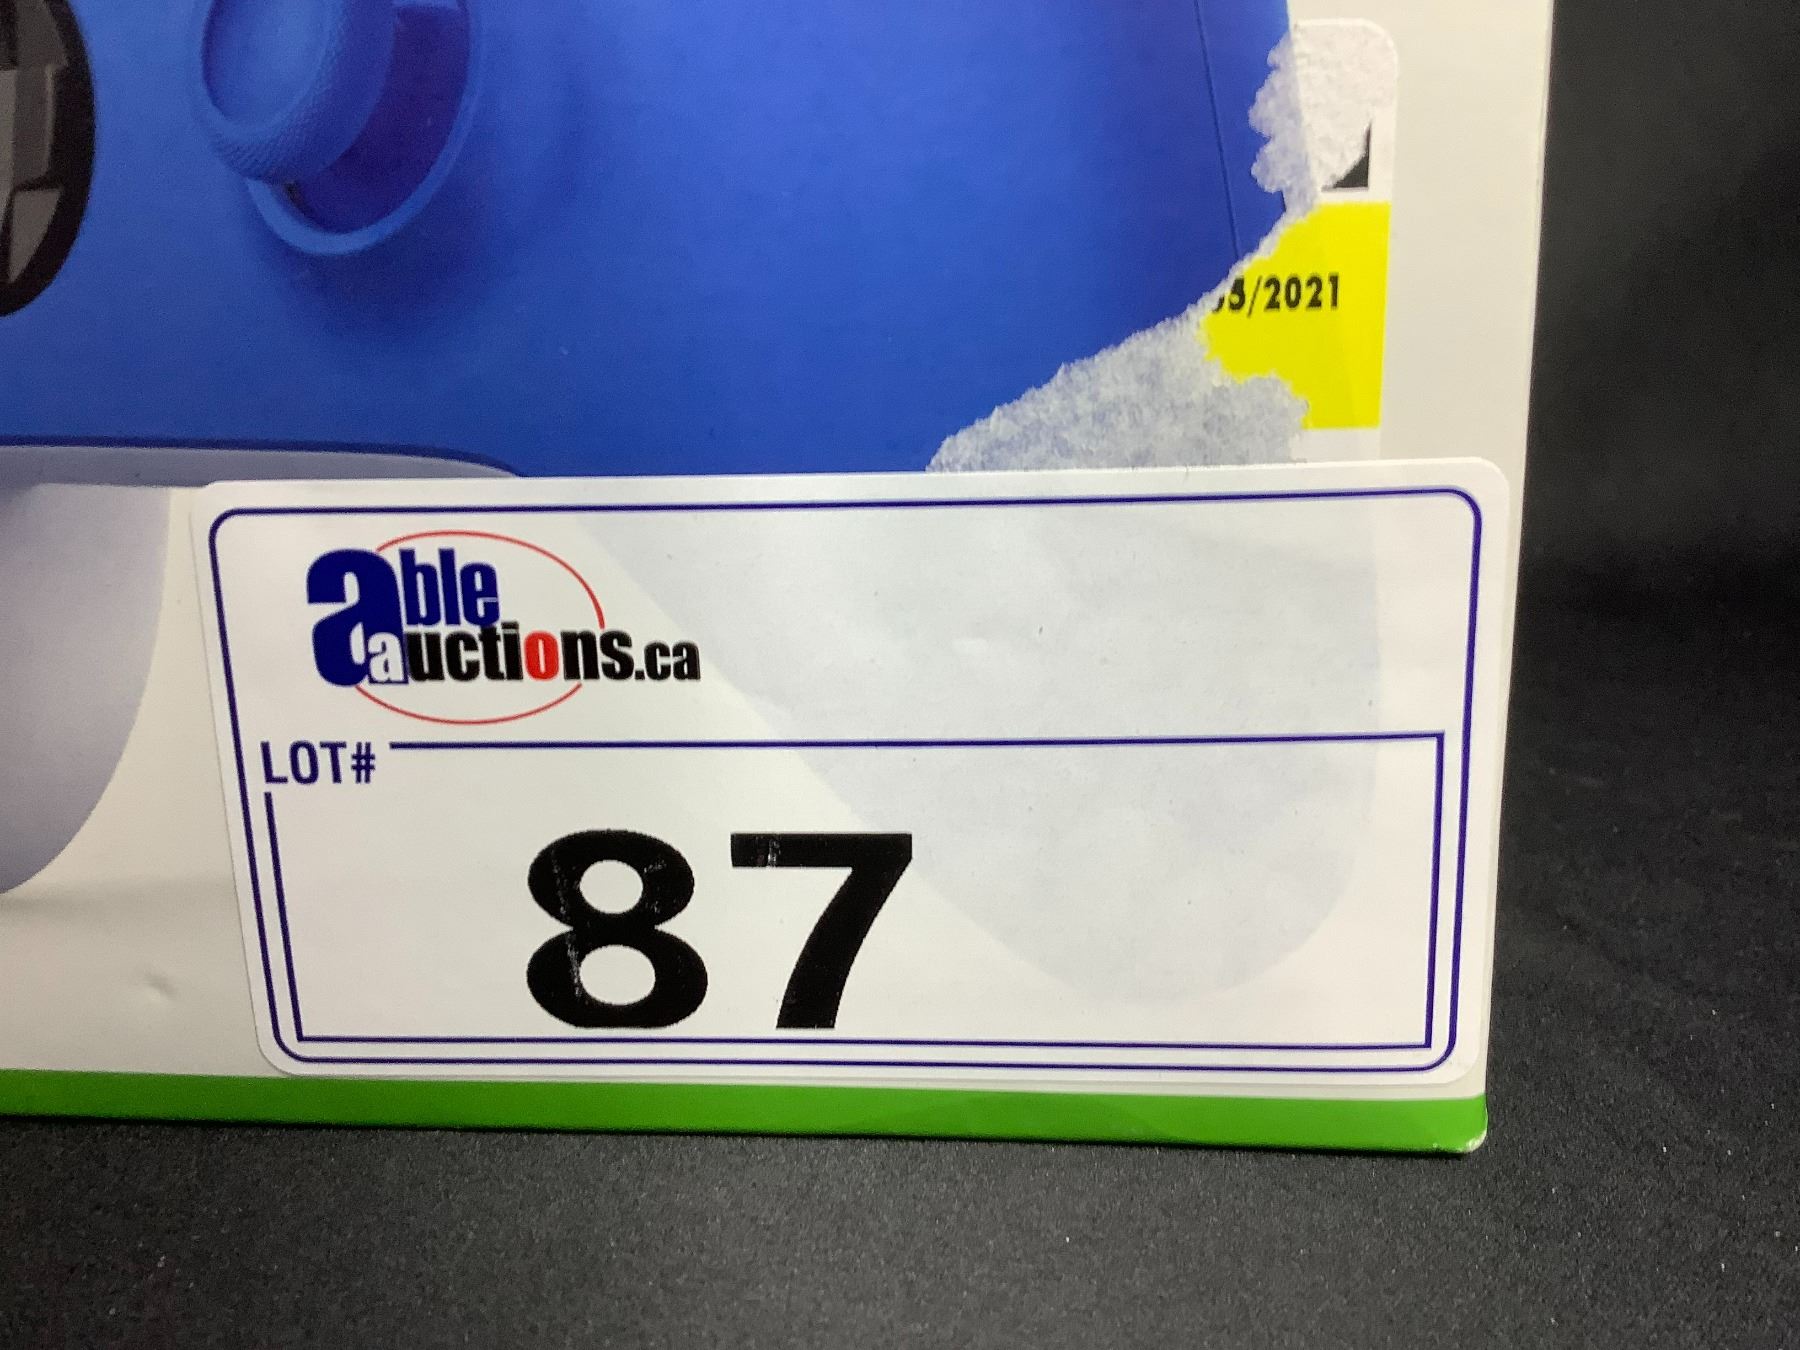 5/2021
able
auctions.ca
LOT#
87